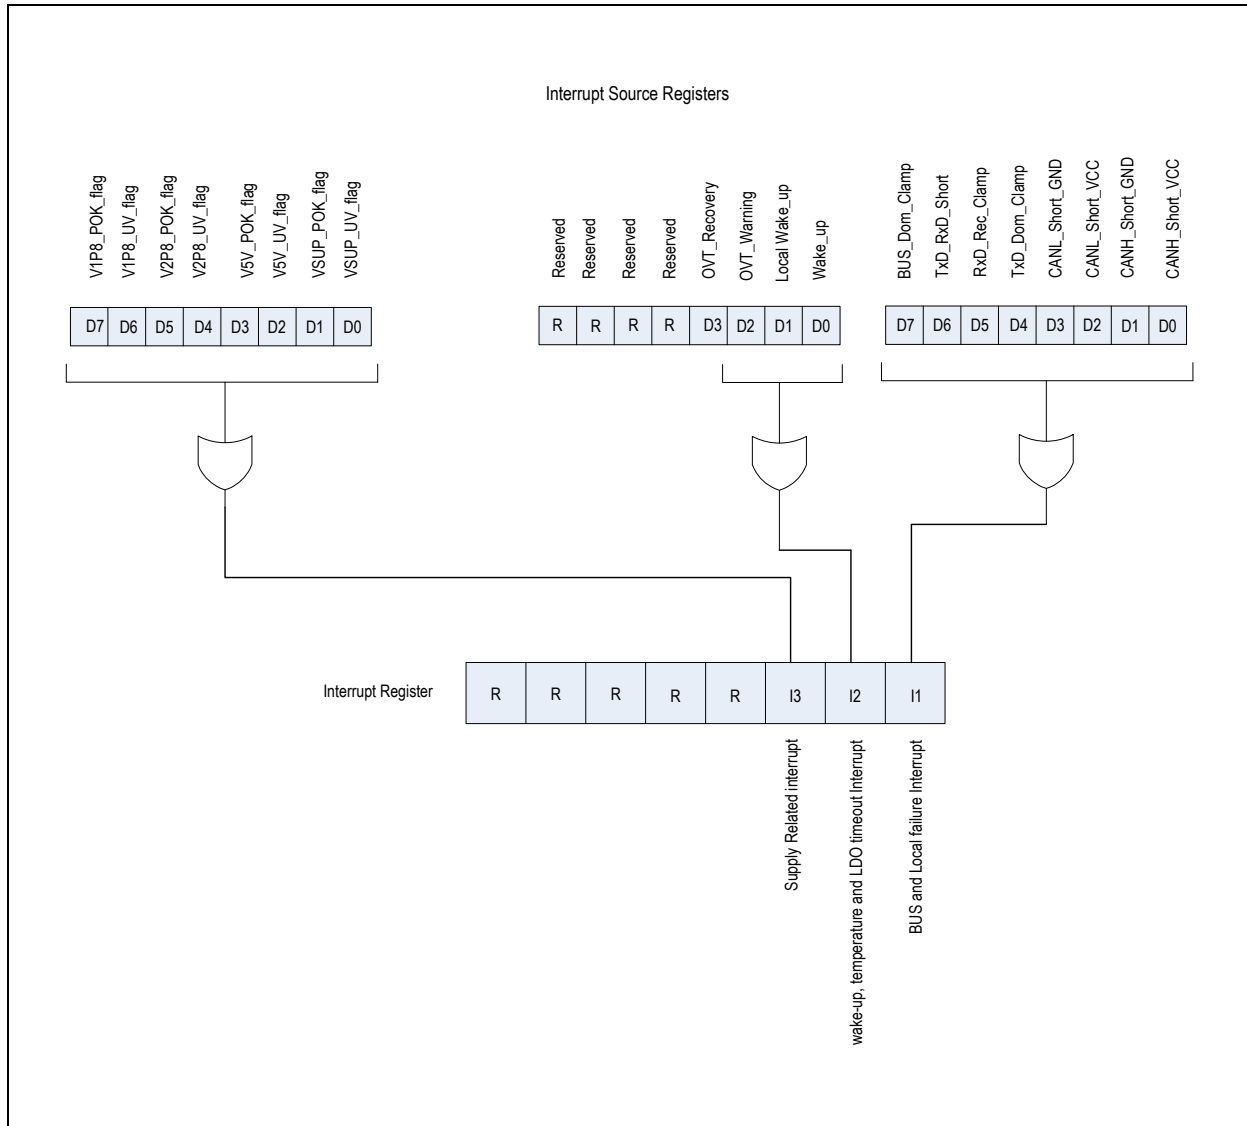 Interrupt Source Registers
V1P8_POK_flag
V1P8_UV_flag
V2P8_POK_flag
V2P8_UV_flag
V5V_POK_flag
V5V_UV_flag
VSUP_POK_flag
VSUP_UV_flag
Reserved
Reserved
Reserved
Reserved
OVT_Recovery
OVT_Warning
Local Wake_up
Wake_up
BUS_Dom_Clamp
TxD_RxD_Short
RxD_Rec_Clamp
TxD_Dom_Clamp
CANL_Short_GND
CANL_Short_VCC
CANH_Short_GND
CANH_Short_VCC
D7 D6 D5 D4 D3 D2 D1 D0
R R R R D3 D2 D1 D0
D7 D6 D5 D4 D3 D2 D1 D0
Interrupt Register
R R R R R I3 I2 I1
Supply Related interrupt
wake-up, temperature and LDO timeout Interrupt
BUS and Local failure Interrupt